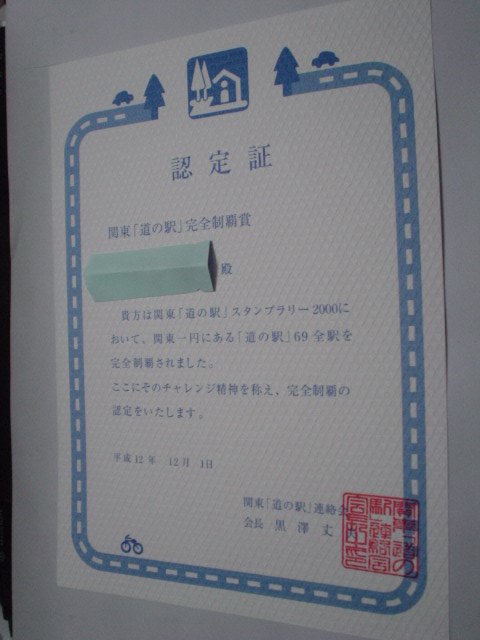 認定証
関東「道の駅」完全制覇賞
殿
貴方は関東「道の駅」スタンプラリー2000に
おいて、関東一円にある「道の駅」69全駅を
完全制覇されました。
ここにそのチャレンジ精神を称え、完全制覇の
認定をいたします。
平成12年 12月 1日
関東「道の駅」連絡会
会長 黒澤丈